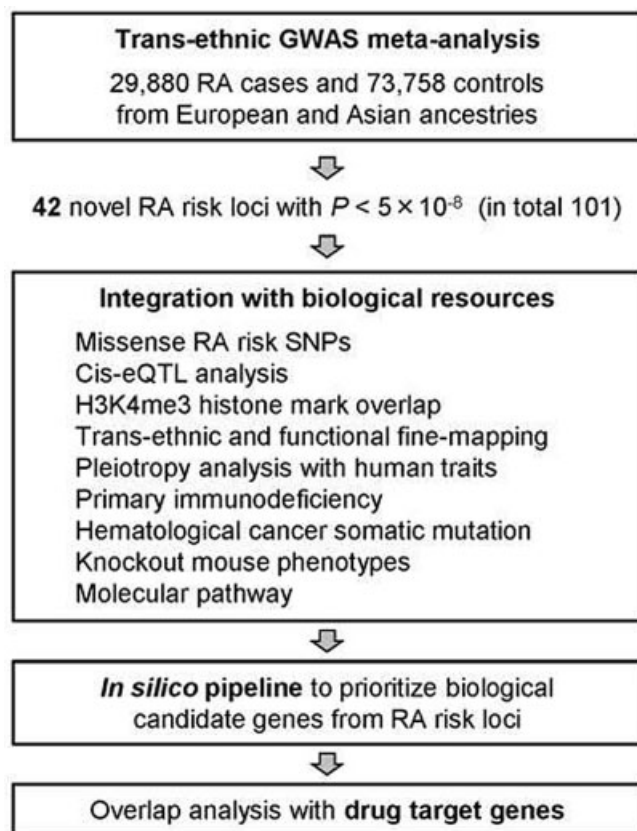 Trans-ethnic GWAS meta-analysis
29,880 RA cases and 73,758 controls
from European and Asian ancestries
42 novel RA risk loci with P < 5 × 10⁻⁸ (in total 101)
Integration with biological resources
Missense RA risk SNPs
Cis-eQTL analysis
H3K4me3 histone mark overlap
Trans-ethnic and functional fine-mapping
Pleiotropy analysis with human traits
Primary immunodeficiency
Hematological cancer somatic mutation
Knockout mouse phenotypes
Molecular pathway
In silico pipeline to prioritize biological
candidate genes from RA risk loci
Overlap analysis with drug target genes